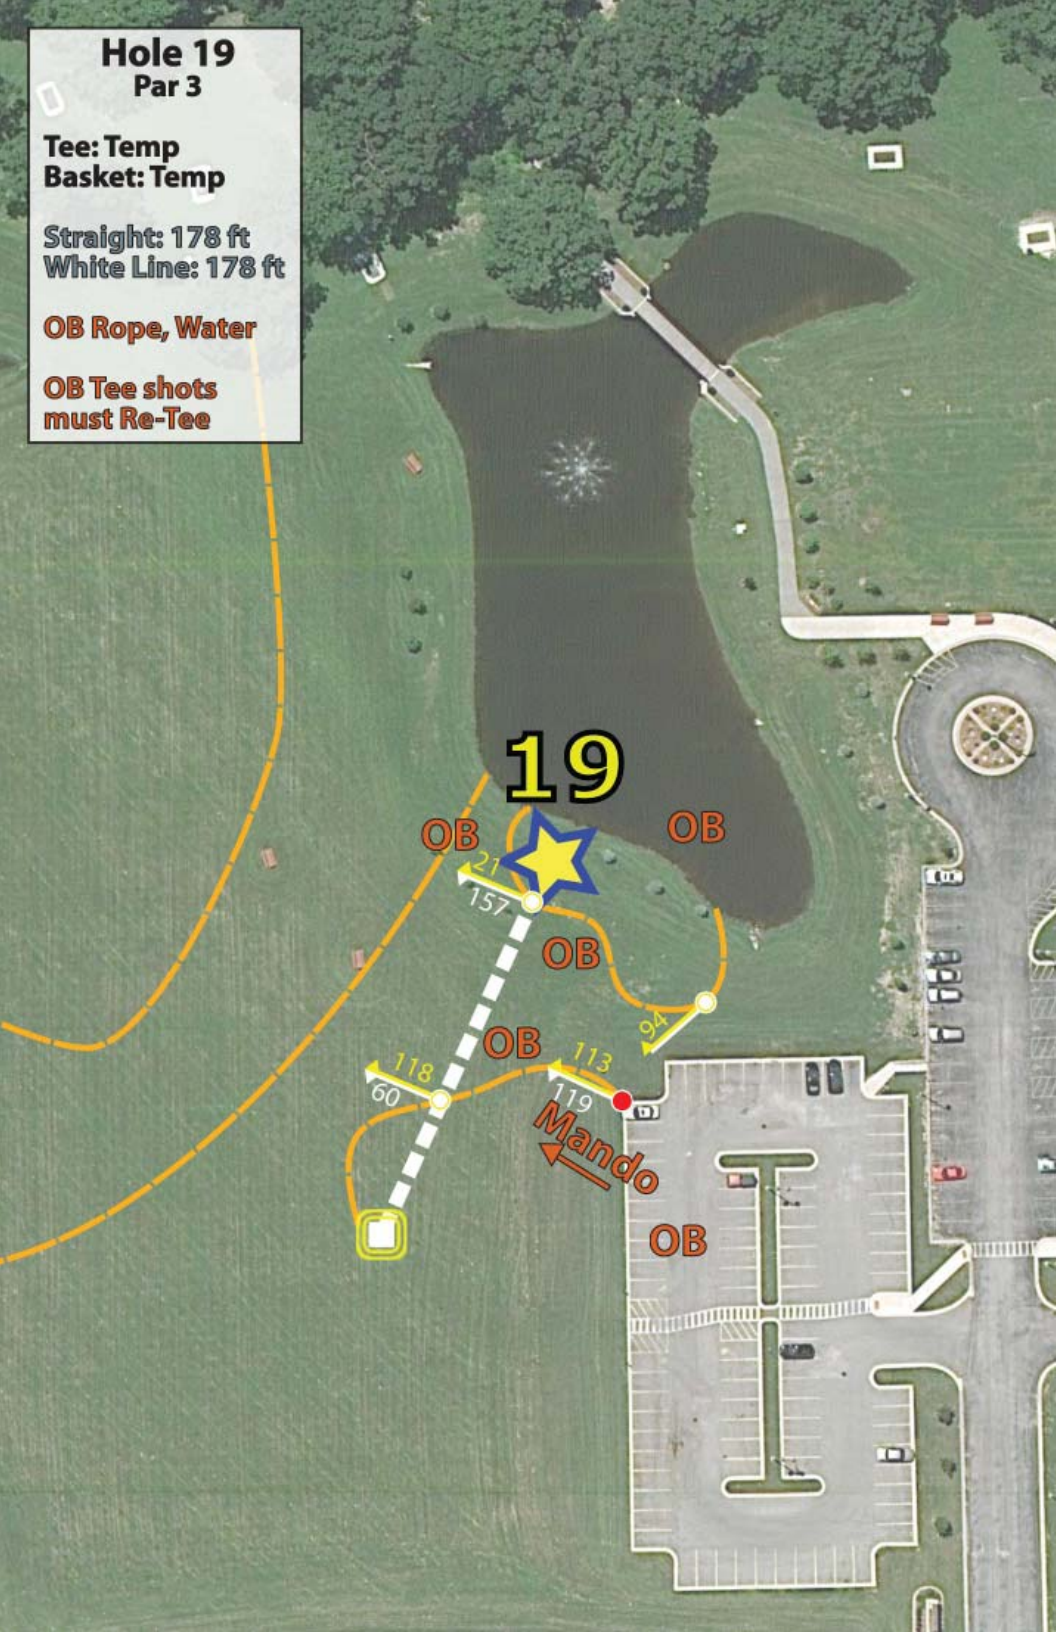 Hole 19
Par 3
Tee: Temp
Basket: Temp
Straight: 178 ft
White Line: 178 ft
OB Rope, Water
OB Tee shots
must Re-Tee
19
OB
OB
21
157
OB
94
OB
113
118
119
60
Mando
OB